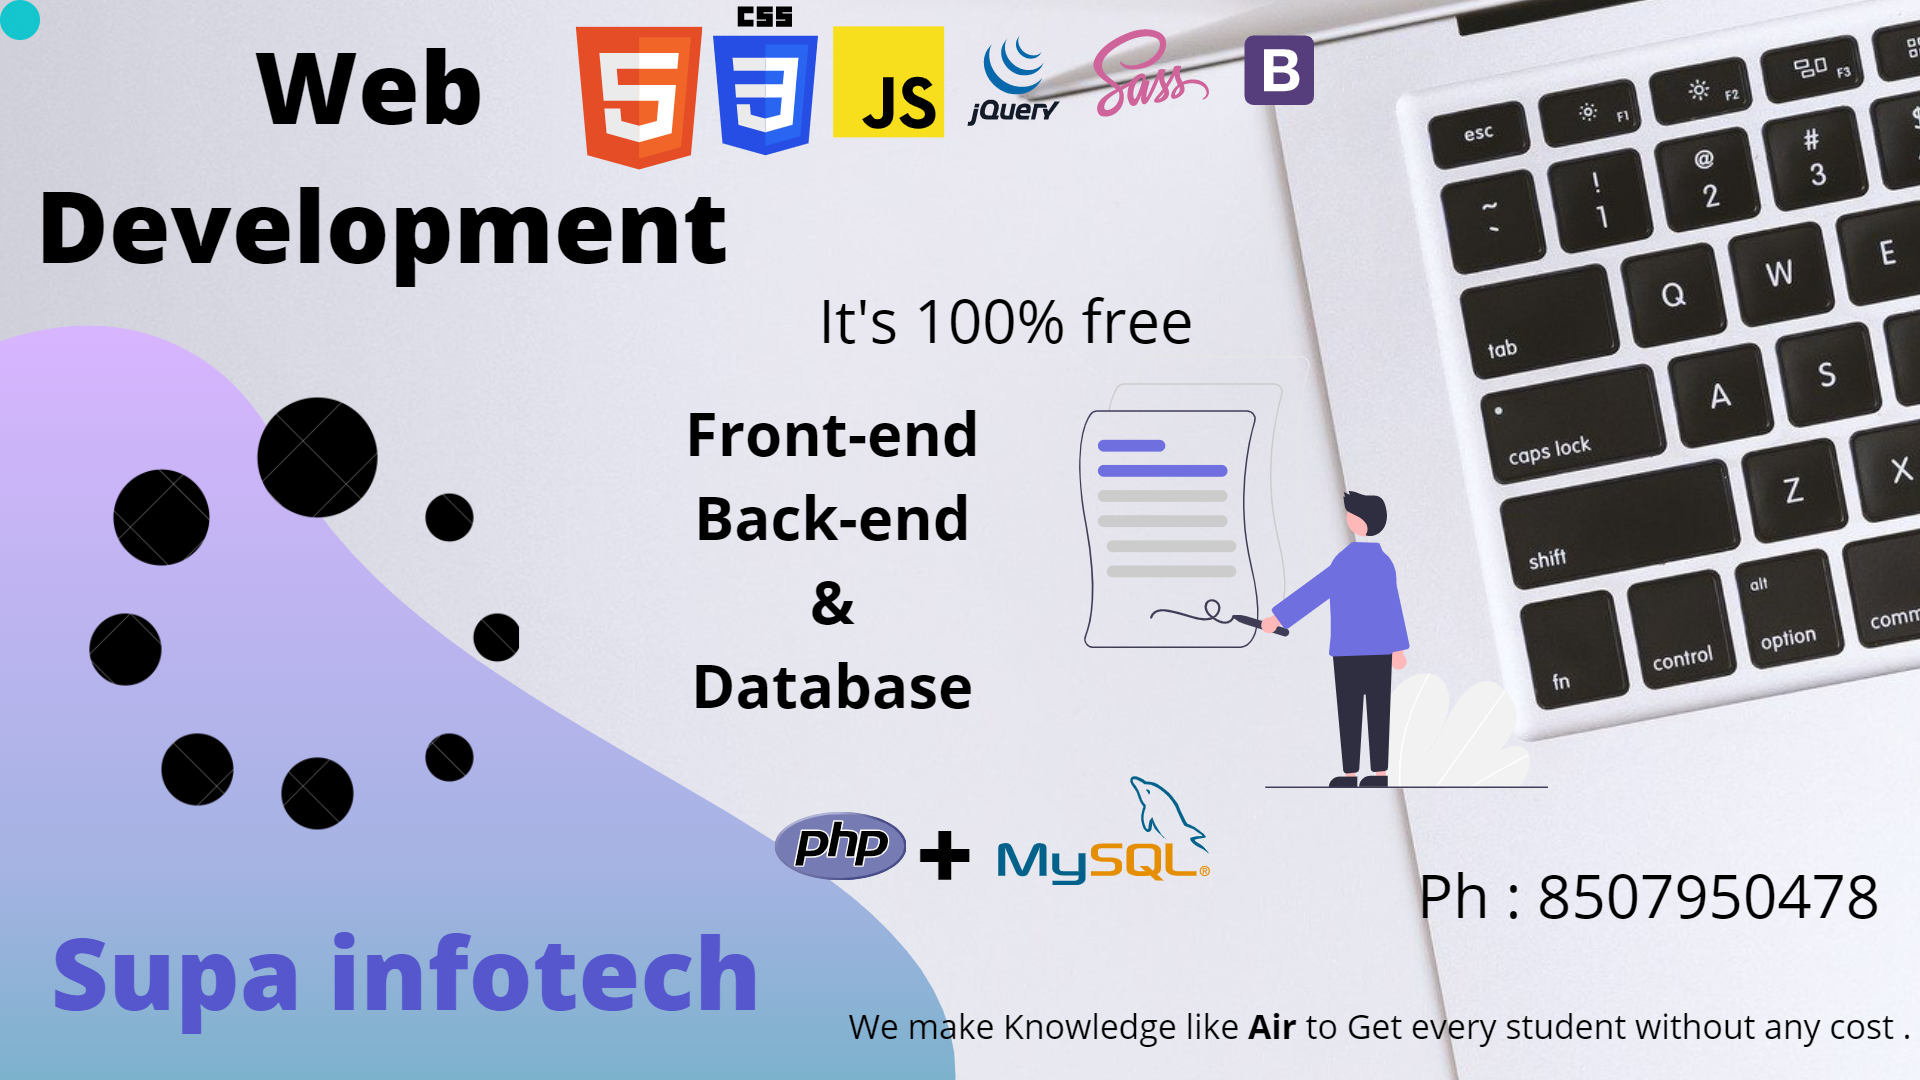 CSS
Web
5
3
JS
jQuery
Sass
B
Development
It's 100% free
Front-end
Back-end
&
Database
php + MySQL®
Ph : 8507950478
Supa infotech
We make Knowledge like Air to Get every student without any cost .
esc
F1
F2
F3
~
`
!
1
@
2
#
3
$
tab
Q
W
E
caps lock
A
S
shift
Z
X
fn
control
alt
option
comm